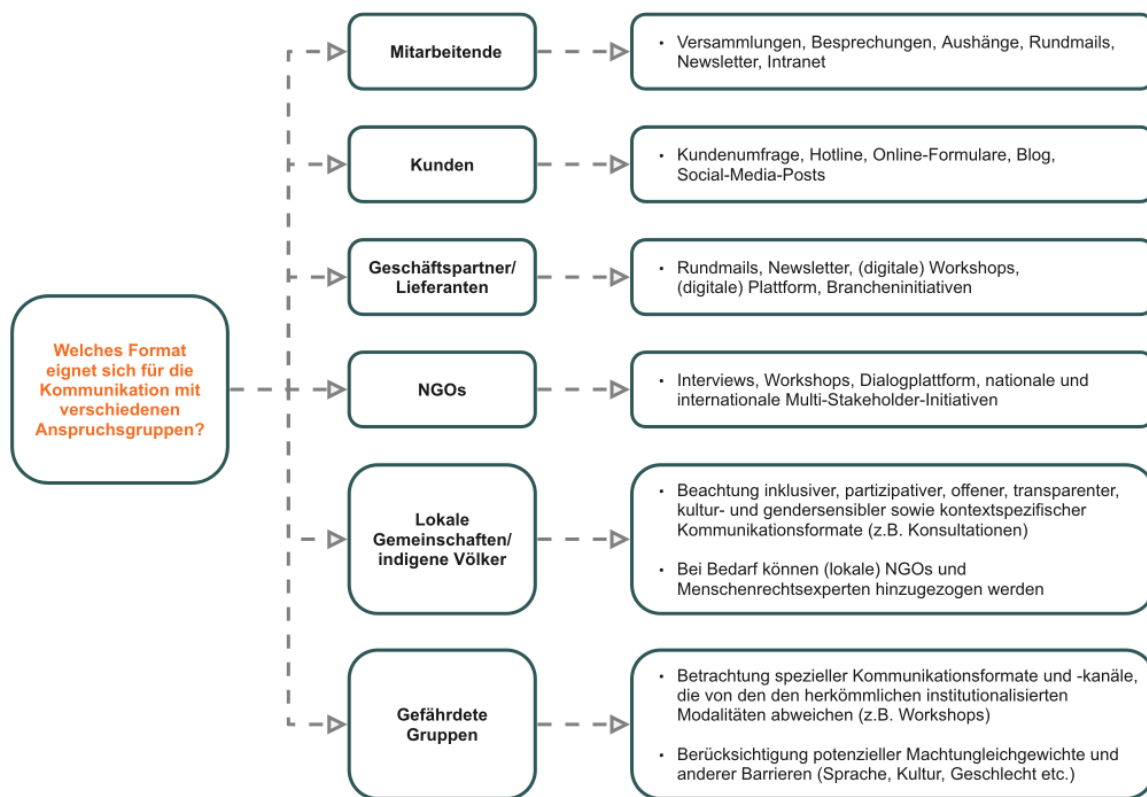 Welches Format
eignet sich für die
Kommunikation mit
verschiedenen
Anspruchsgruppen?
Mitarbeitende
• Versammlungen, Besprechungen, Aushänge, Rundmails,
Newsletter, Intranet
Kunden
• Kundenumfrage, Hotline, Online-Formulare, Blog,
Social-Media-Posts
Geschäftspartner/
Lieferanten
• Rundmails, Newsletter, (digitale) Workshops,
(digitale) Plattform, Brancheninitiativen
NGOs
• Interviews, Workshops, Dialogplattform, nationale und
internationale Multi-Stakeholder-Initiativen
Lokale
Gemeinschaften/
indigene Völker
• Beachtung inklusiver, partizipativer, offener, transparenter,
kultur- und gendersensibler sowie kontextspezifischer
Kommunikationsformate (z.B. Konsultationen)
• Bei Bedarf können (lokale) NGOs und
Menschenrechtsexperten hinzugezogen werden
Gefährdete
Gruppen
• Betrachtung spezieller Kommunikationsformate und -kanäle,
die von den den herkömmlichen institutionalisierten
Modalitäten abweichen (z.B. Workshops)
• Berücksichtigung potenzieller Machtungleichgewichte und
anderer Barrieren (Sprache, Kultur, Geschlecht etc.)